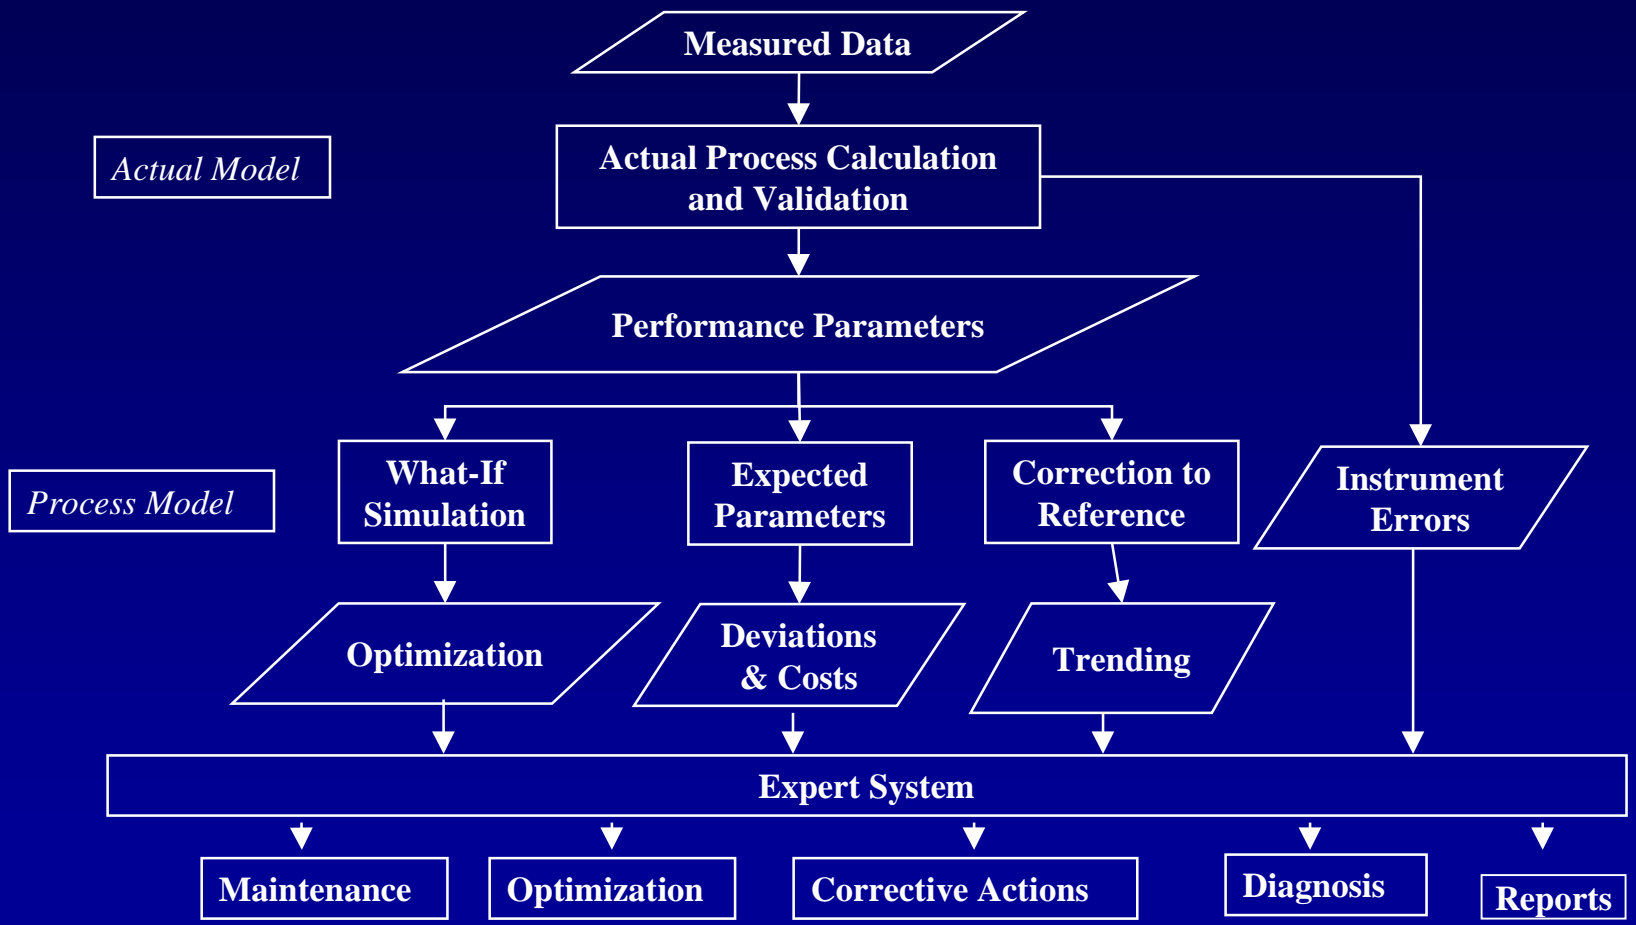 Measured Data
Actual Model
Actual Process Calculation
and Validation
Performance Parameters
Process Model
What-If
Simulation
Expected
Parameters
Correction to
Reference
Instrument
Errors
Optimization
Deviations
& Costs
Trending
Expert System
Maintenance
Optimization
Corrective Actions
Diagnosis
Reports